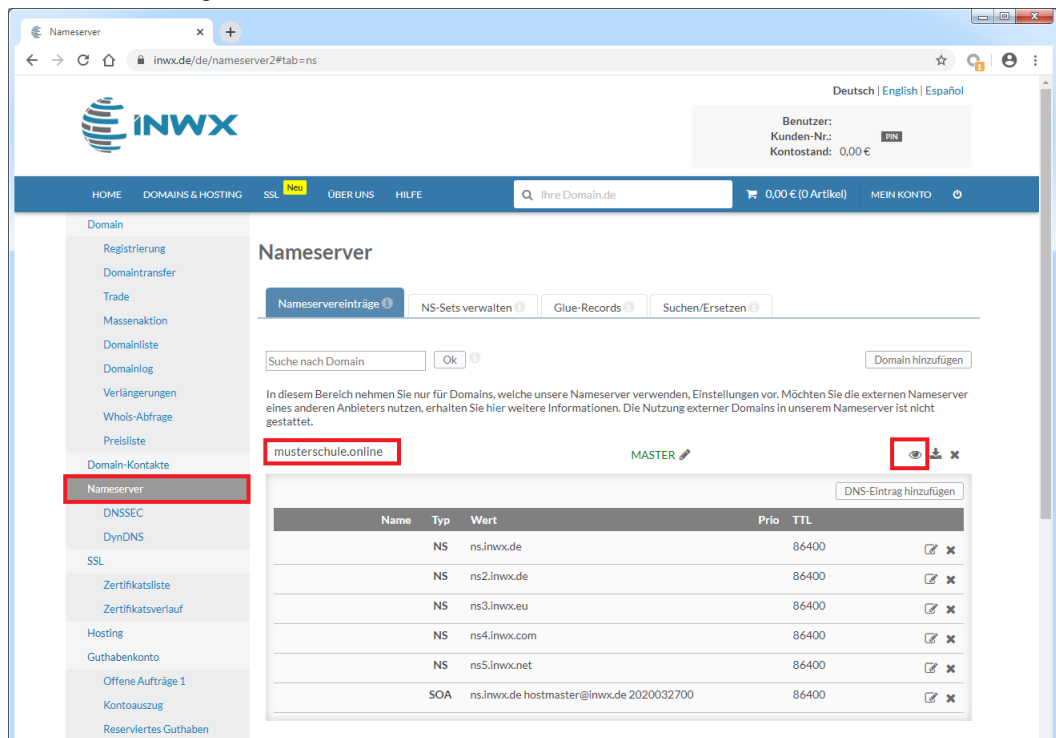 Nameserver
inwx.de/de/nameserver2#tab=ns
Deutsch | English | Español
INWX
Benutzer:
Kunden-Nr.: PIN
Kontostand: 0,00 €
HOME DOMAINS & HOSTING SSL Neu ÜBER UNS HILFE Ihre Domain.de 0,00 € (0 Artikel) MEIN KONTO
Domain
Registrierung
Domaintransfer
Trade
Massenaktion
Domainliste
Domainlog
Verlängerungen
Whois-Abfrage
Preisliste
Domain-Kontakte
Nameserver
DNSSEC
DynDNS
SSL
Zertifikatsliste
Zertifikatsverlauf
Hosting
Guthabenkonto
Offene Aufträge 1
Kontoauszug
Reserviertes Guthaben
Nameserver
Nameservereinträge NS-Sets verwalten Glue-Records Suchen/Ersetzen
Suche nach Domain Ok Domain hinzufügen
In diesem Bereich nehmen Sie nur für Domains, welche unsere Nameserver verwenden, Einstellungen vor. Möchten Sie die externen Nameserver
eines anderen Anbieters nutzen, erhalten Sie hier weitere Informationen. Die Nutzung externer Domains in unserem Nameserver ist nicht
gestattet.
musterschule.online MASTER
DNS-Eintrag hinzufügen
Name Typ Wert Prio TTL
NS ns.inwx.de 86400
NS ns2.inwx.de 86400
NS ns3.inwx.eu 86400
NS ns4.inwx.com 86400
NS ns5.inwx.net 86400
SOA ns.inwx.de hostmaster@inwx.de 2020032700 86400